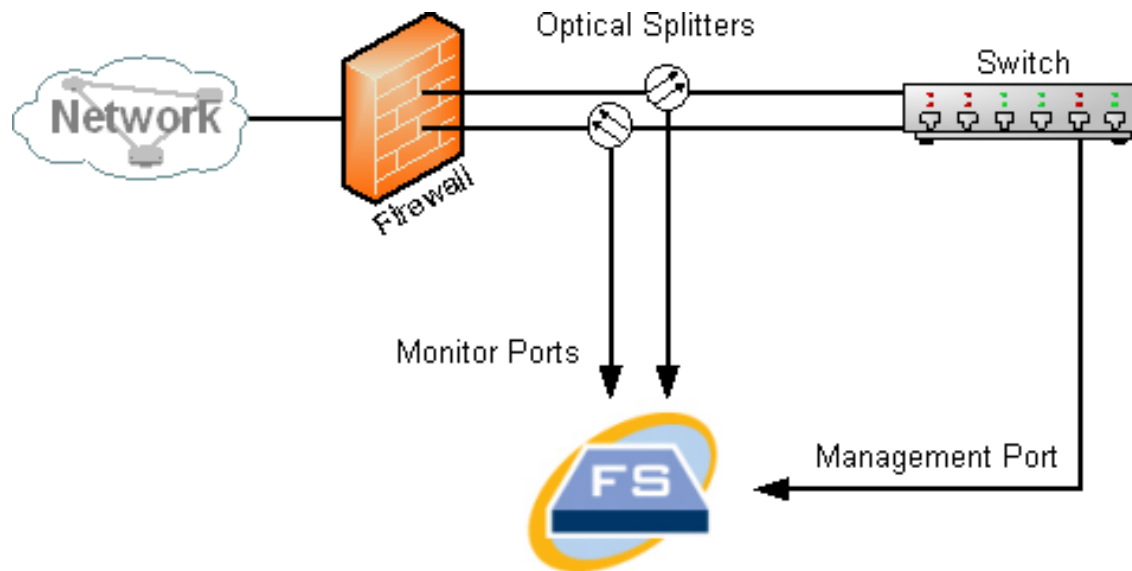 Optical Splitters
Switch
Network
Firewall
Monitor Ports
Management Port
FS